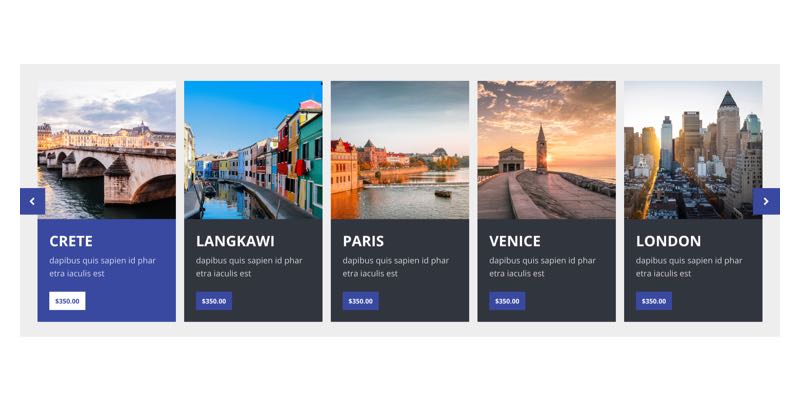 CRETE
dapibus quis sapien id phar
etra iaculis est
$350.00
LANGKAWI
dapibus quis sapien id phar
etra iaculis est
$350.00
PARIS
dapibus quis sapien id phar
etra iaculis est
$350.00
VENICE
dapibus quis sapien id phar
etra iaculis est
$350.00
LONDON
dapibus quis sapien id phar
etra iaculis est
$350.00